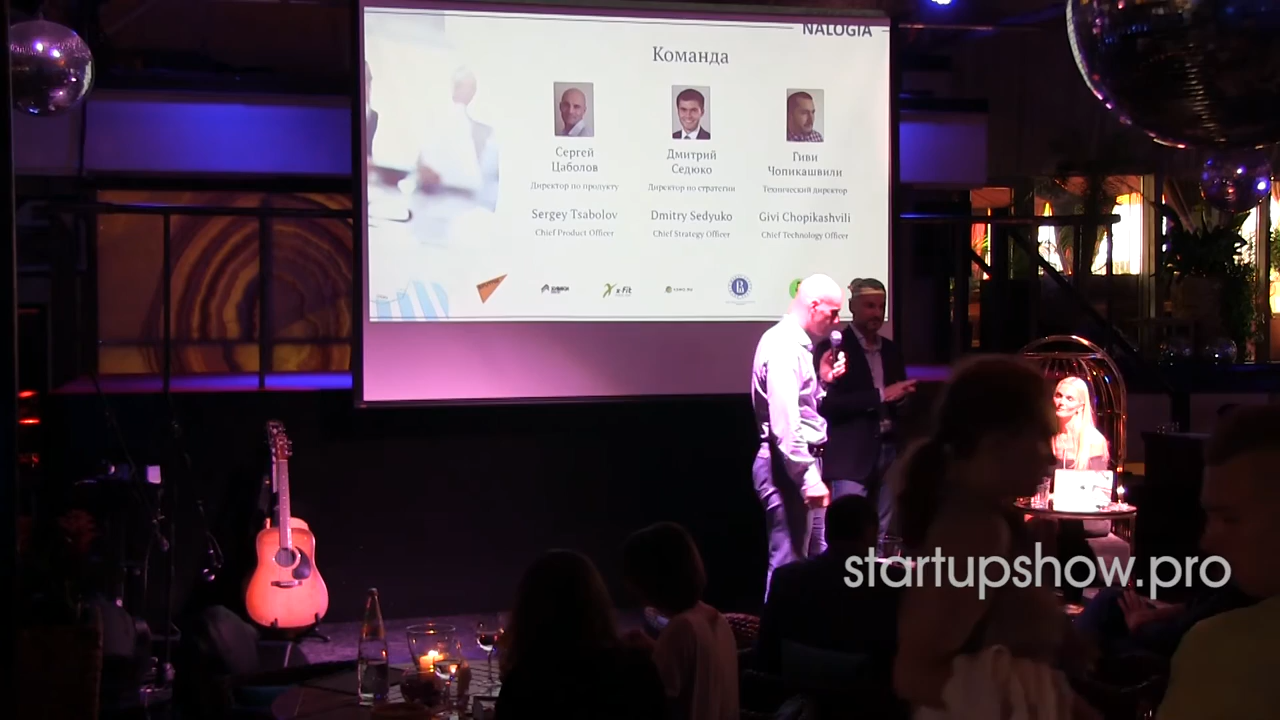 NALOGIA
Команда
Сергей
Цаболов
Директор по продукту
Sergey Tsabolov
Chief Product Officer
Дмитрий
Седюко
Директор по стратегии
Dmitry Sedyuko
Chief Strategy Officer
Гиви
Чопикашвили
Технический директор
Givi Chopikashvili
Chief Technology Officer
x-Fit
startupshow.pro